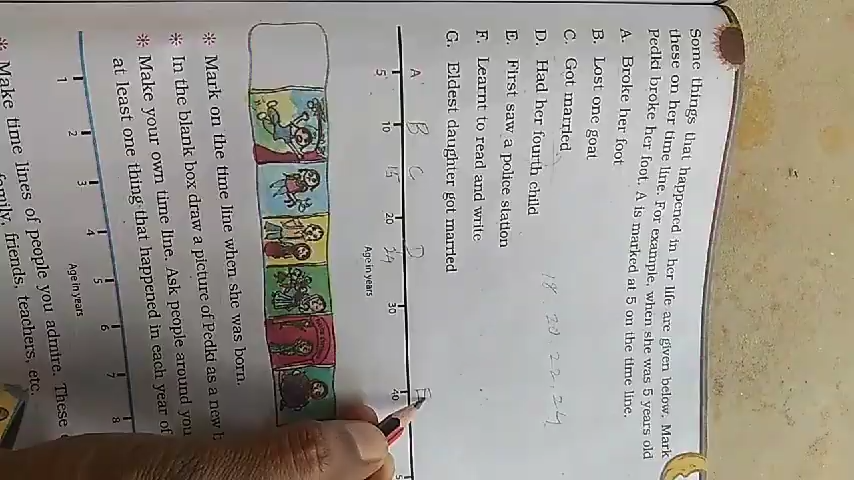 Some things that happened in her life are given below. Mark
these on her time line. For example, when she was 5 years old
Pedki broke her foot. A is marked at 5 on the time line.
A. Broke her foot
B. Lost one goat
C. Got married
D. Had her fourth child
E. First saw a police station
F. Learnt to read and write
G. Eldest daughter got married
18. 20. 22. 24
A B C D E
5 10 15 20 24 30 40
Age in years
* Mark on the time line when she was born.
* In the blank box draw a picture of Pedki as a new
* Make your own time line. Ask people around you
at least one thing that happened in each year of
1 2 3 4 5 6 7 8
Age in years
* Make time lines of people you admire. These
family, friends, teachers, etc.